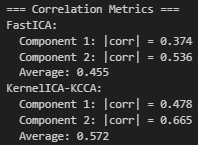 === Correlation Metrics ===
FastICA:
Component 1: |corr| = 0.374
Component 2: |corr| = 0.536
Average: 0.455
KernelICA-KCCA:
Component 1: |corr| = 0.478
Component 2: |corr| = 0.665
Average: 0.572